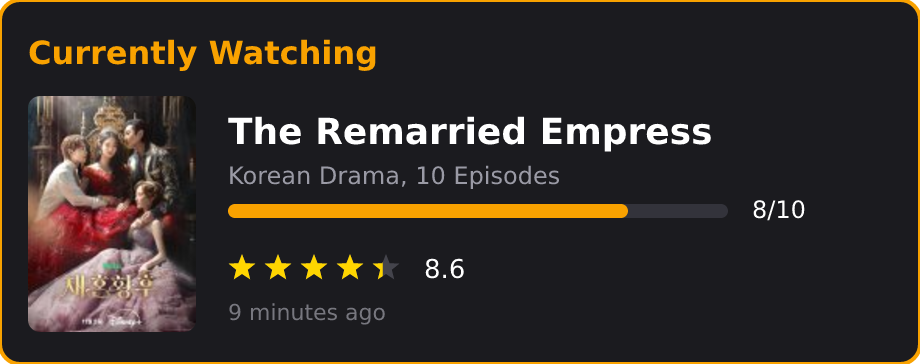 Currently Watching
The Remarried Empress
Korean Drama, 10 Episodes
8/10
8.6
9 minutes ago
재혼황후
Disney+